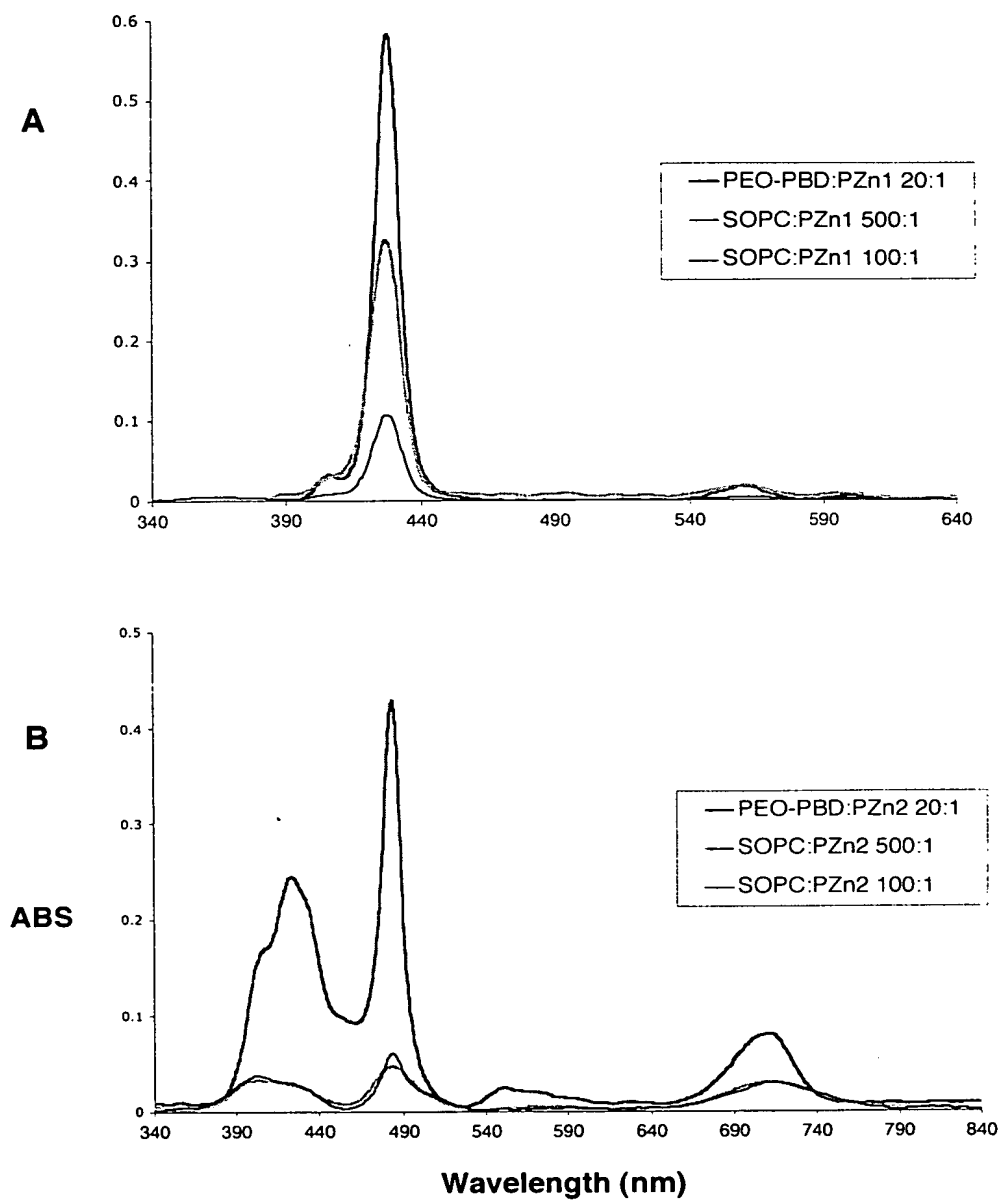 0.6
A
0.5
0.4
0.3
0.2
0.1
0
PEO-PBD:PZn1 20:1
SOPC:PZn1 500:1
SOPC:PZn1 100:1
340 390 440 490 540 590 640
0.5
B
0.4
0.3
0.2
0.1
0
ABS
PEO-PBD:PZn2 20:1
SOPC:PZn2 500:1
SOPC:PZn2 100:1
340 390 440 490 540 590 640 690 740 790 840
Wavelength (nm)